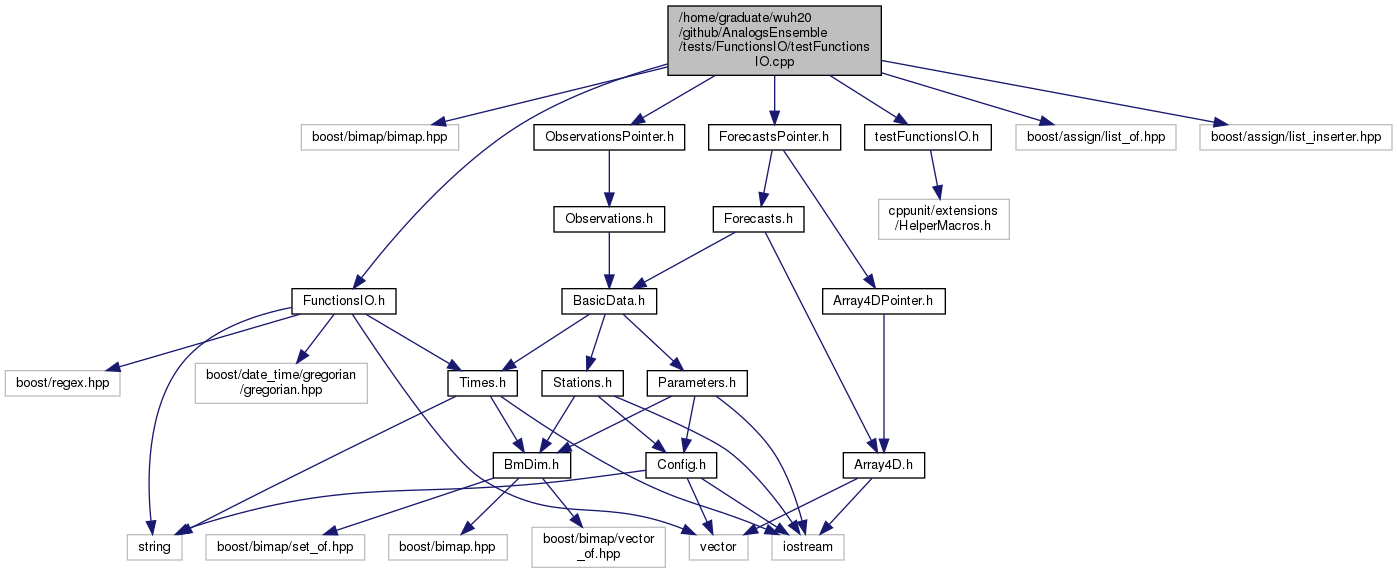 /home/graduate/wuh20
/github/AnalogsEnsemble
/tests/FunctionsIO/testFunctions
IO.cpp
boost/bimap/bimap.hpp
ObservationsPointer.h
ForecastsPointer.h
testFunctionsIO.h
boost/assign/list_of.hpp
boost/assign/list_inserter.hpp
Observations.h
Forecasts.h
cppunit/extensions
/HelperMacros.h
FunctionsIO.h
BasicData.h
Array4DPointer.h
boost/regex.hpp
boost/date_time/gregorian
/gregorian.hpp
Times.h
Stations.h
Parameters.h
BmDim.h
Config.h
Array4D.h
string
boost/bimap/set_of.hpp
boost/bimap.hpp
boost/bimap/vector
_of.hpp
vector
iostream